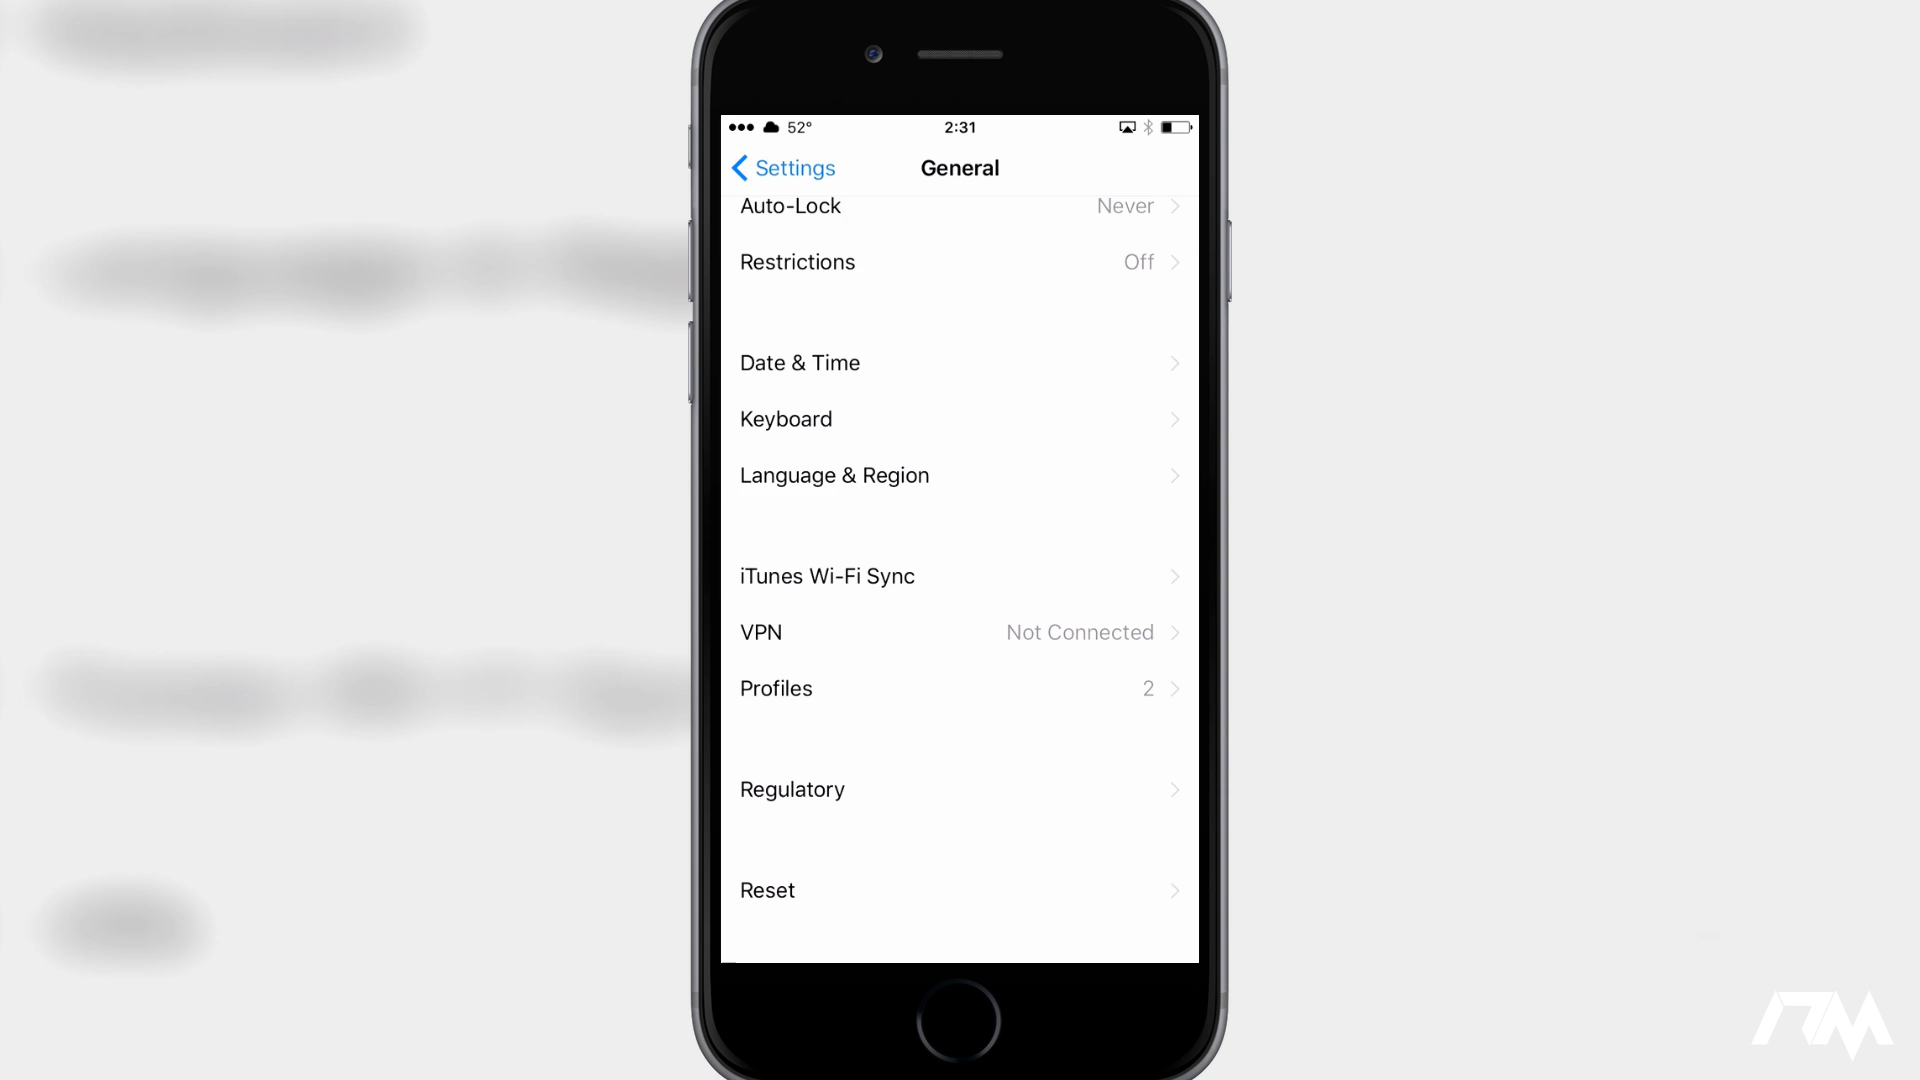 52° 2:31
Settings General
Auto-Lock Never
Restrictions Off
Date & Time
Keyboard
Language & Region
iTunes Wi-Fi Sync
VPN Not Connected
Profiles 2
Regulatory
Reset